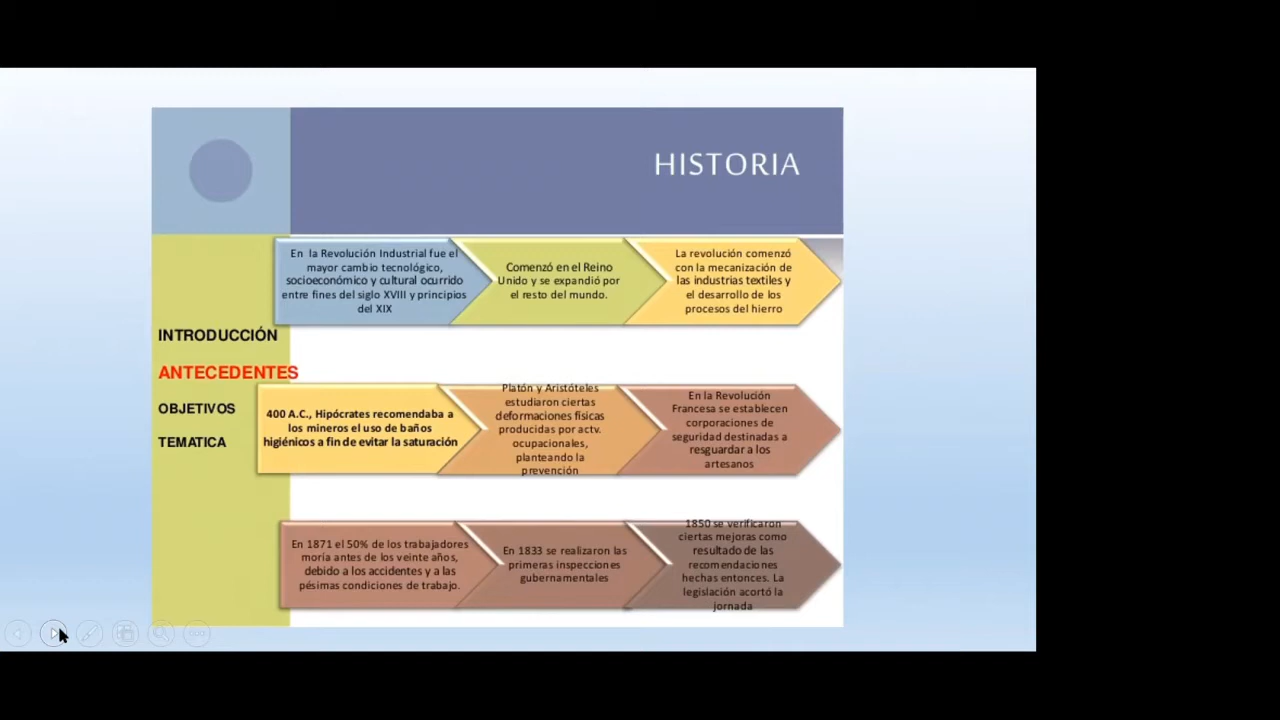 HISTORIA
En la Revolución Industrial fue el
mayor cambio tecnológico,
socioeconómico y cultural ocurrido
entre fines del siglo XVIII y principios
del XIX
Comenzó en el Reino
Unido y se expandió por
el resto del mundo.
La revolución comenzó
con la mecanización de
las industrias textiles y
el desarrollo de los
procesos del hierro
INTRODUCCIÓN
ANTECEDENTES
OBJETIVOS
TEMATICA
400 A.C., Hipócrates recomendaba a
los mineros el uso de baños
higiénicos a fin de evitar la saturación
Platón y Aristóteles
estudiaron ciertas
deformaciones físicas
producidas por actv.
ocupacionales,
planteando la
prevención
En la Revolución
Francesa se establecen
corporaciones de
seguridad destinadas a
resguardar a los
artesanos
En 1871 el 50% de los trabajadores
moría antes de los veinte años,
debido a los accidentes y a las
pésimas condiciones de trabajo.
En 1833 se realizaron las
primeras inspecciones
gubernamentales
1850 se verificaron
ciertas mejoras como
resultado de las
recomendaciones
hechas entonces. La
legislación acortó la
jornada